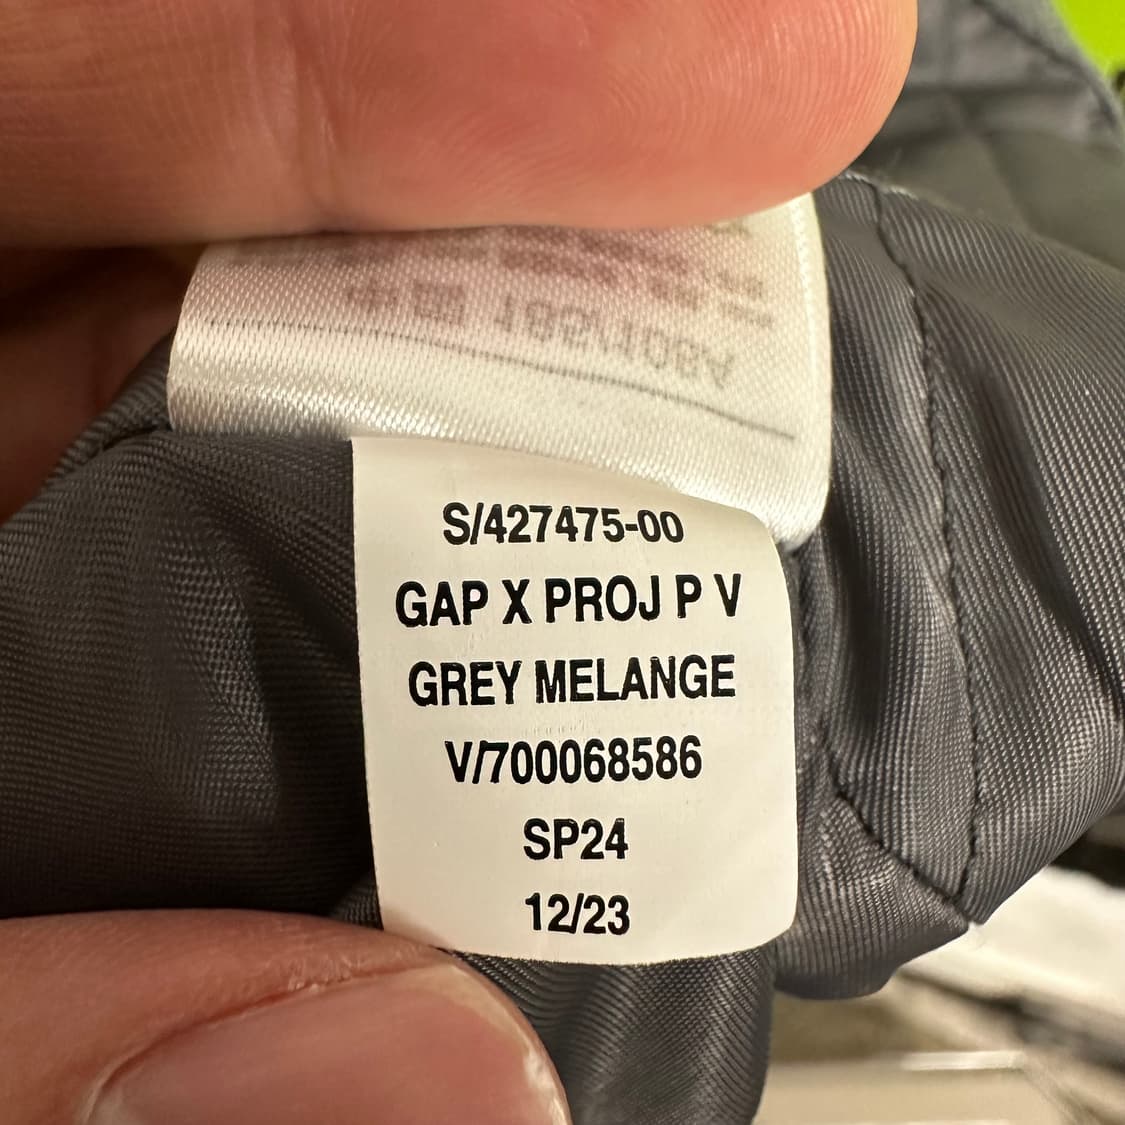 S/427475-00
GAP X PROJ P V
GREY MELANGE
V/700068586
SP24
12/23